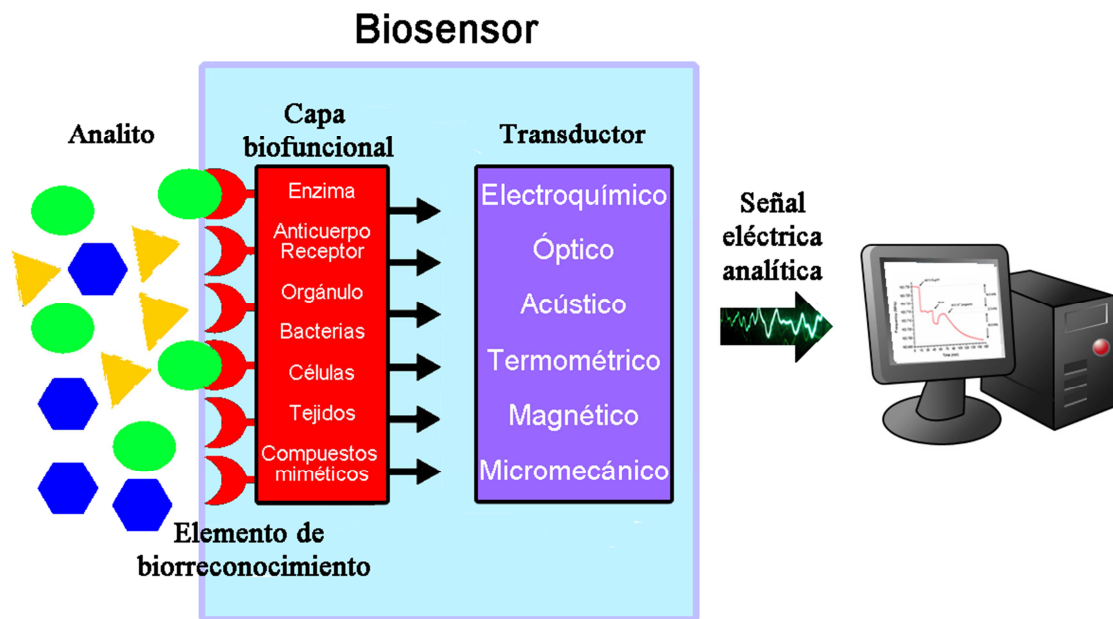 Biosensor
Analito
Capa
biofuncional
Transductor
Enzima
Anticuerpo
Receptor
Orgánulo
Bacterias
Células
Tejidos
Compuestos
miméticos
Electroquímico
Óptico
Acústico
Termométrico
Magnético
Micromecánico
Señal
eléctrica
analítica
Elemento de
biorreconocimiento